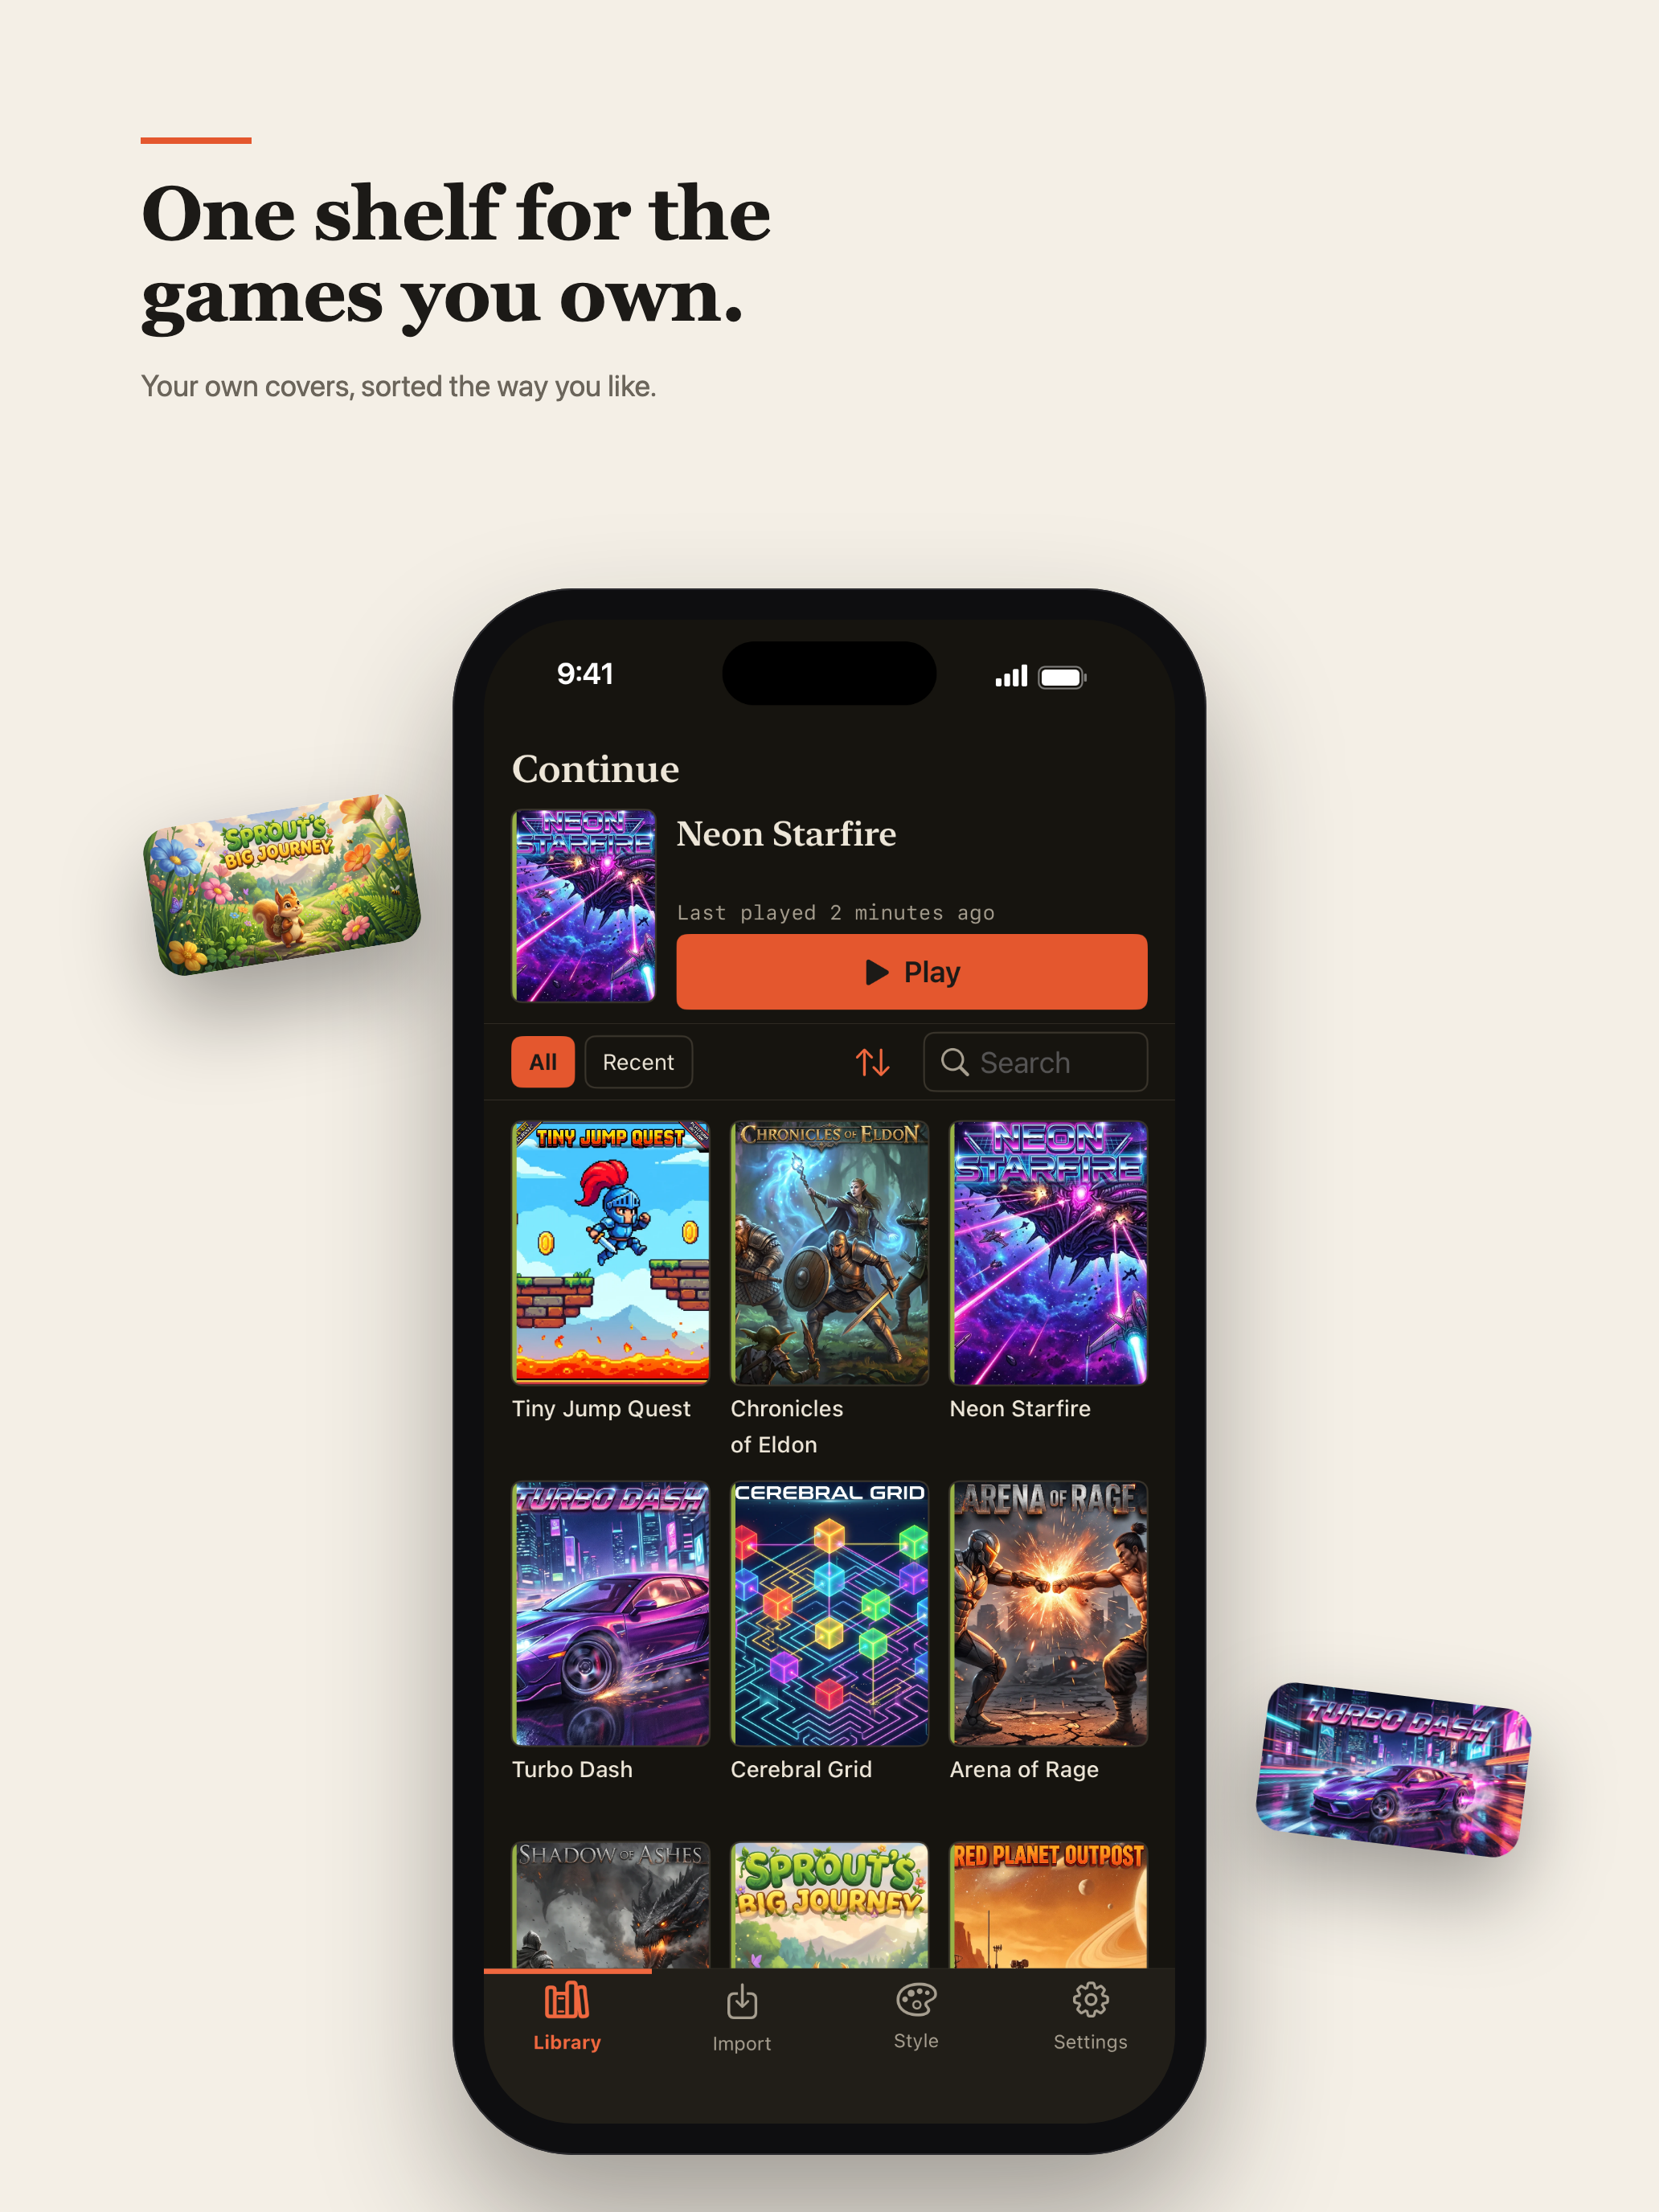 One shelf for the
games you own.
Your own covers, sorted the way you like.
9:41
Continue
SPROUT'S
BIG JOURNEY
NEON
STARFIRE
Neon Starfire
Last played 2 minutes ago
Play
All
Recent
Search
TINY JUMP QUEST
CHRONICLES OF ELDON
NEON
STARFIRE
Tiny Jump Quest
Chronicles
of Eldon
Neon Starfire
TURBO DASH
CEREBRAL GRID
ARENA OF RAGE
Turbo Dash
Cerebral Grid
Arena of Rage
TURBO DASH
SHADOW OF ASHES
SPROUT'S
BIG JOURNEY
RED PLANET OUTPOST
Library
Import
Style
Settings